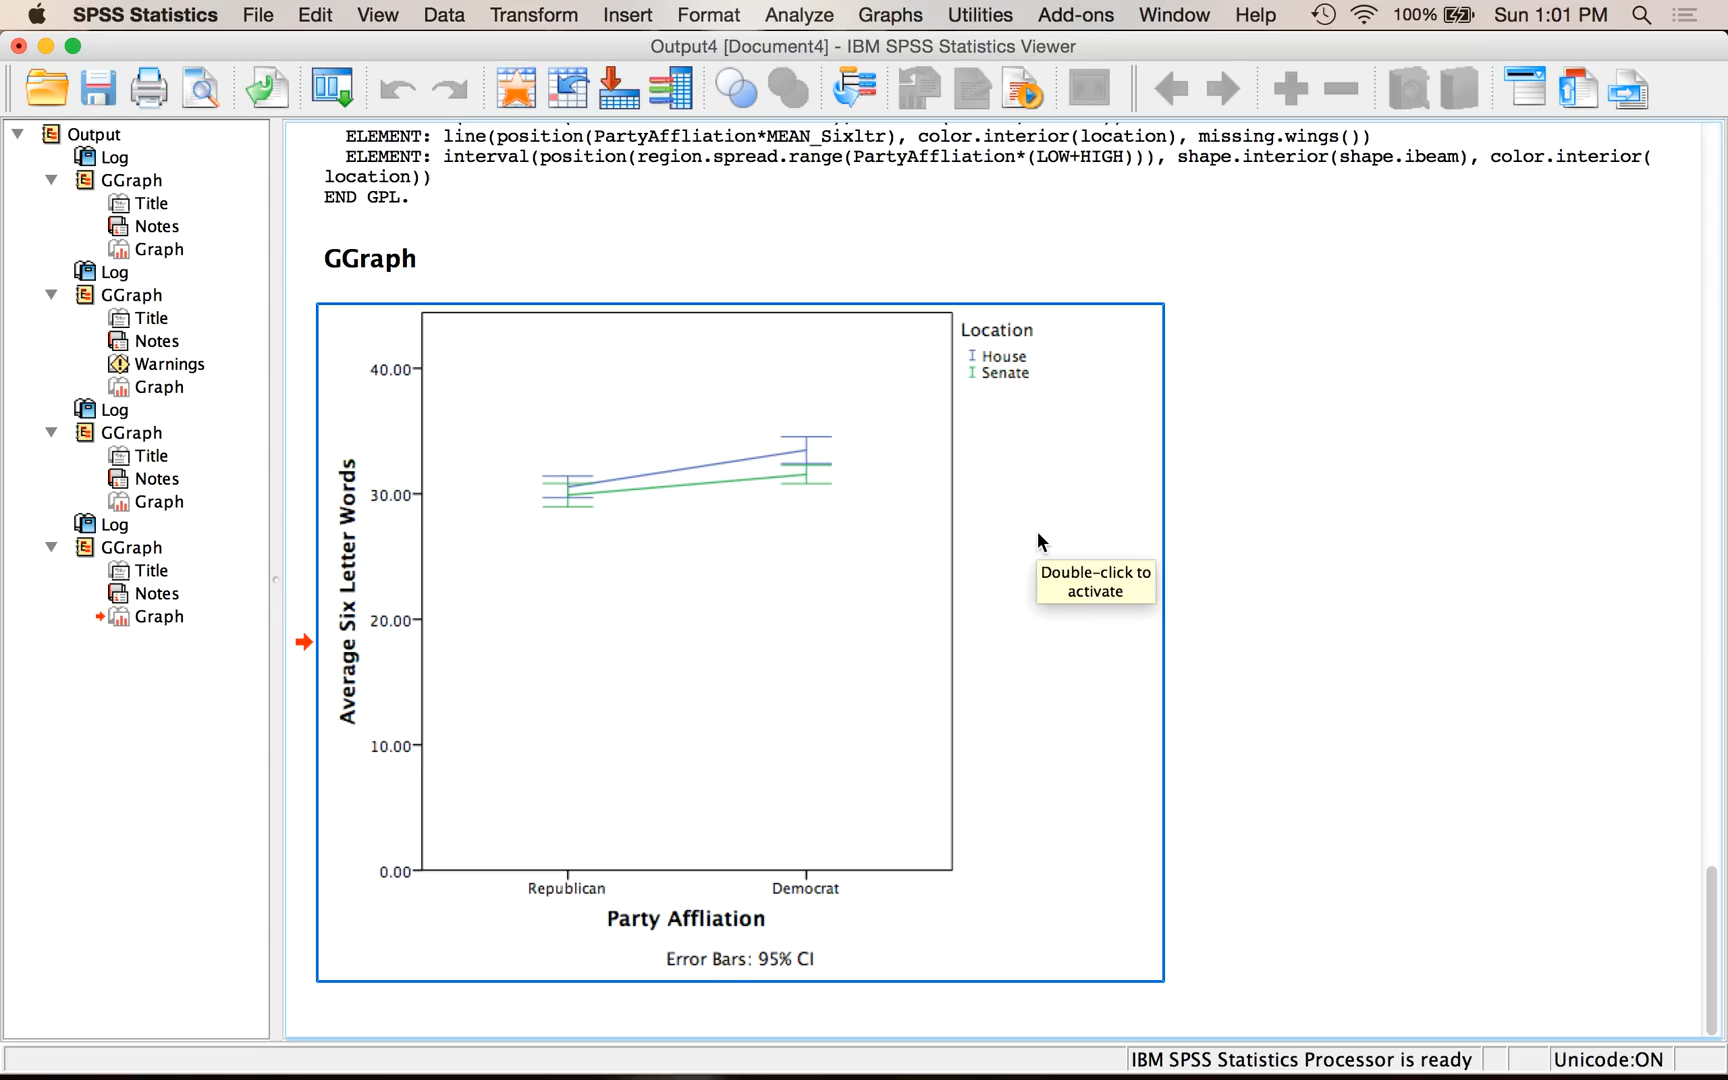 SPSS Statistics File Edit View Data Transform Insert Format Analyze Graphs Utilities Add-ons Window Help 100% Sun 1:01 PM
Output4 [Document4] - IBM SPSS Statistics Viewer
Output
Log
GGraph
Title
Notes
Graph
Log
GGraph
Title
Notes
Warnings
Graph
Log
GGraph
Title
Notes
Graph
Log
GGraph
Title
Notes
Graph
ELEMENT: line(position(PartyAffliation*MEAN_Sixltr), color.interior(location), missing.wings())
ELEMENT: interval(position(region.spread.range(PartyAffliation*(LOW+HIGH))), shape.interior(shape.ibeam), color.interior(
location))
END GPL.
GGraph
Location
House
Senate
40.00
30.00
20.00
10.00
0.00
Average Six Letter Words
Double-click to
activate
Republican Democrat
Party Affliation
Error Bars: 95% CI
IBM SPSS Statistics Processor is ready Unicode:ON